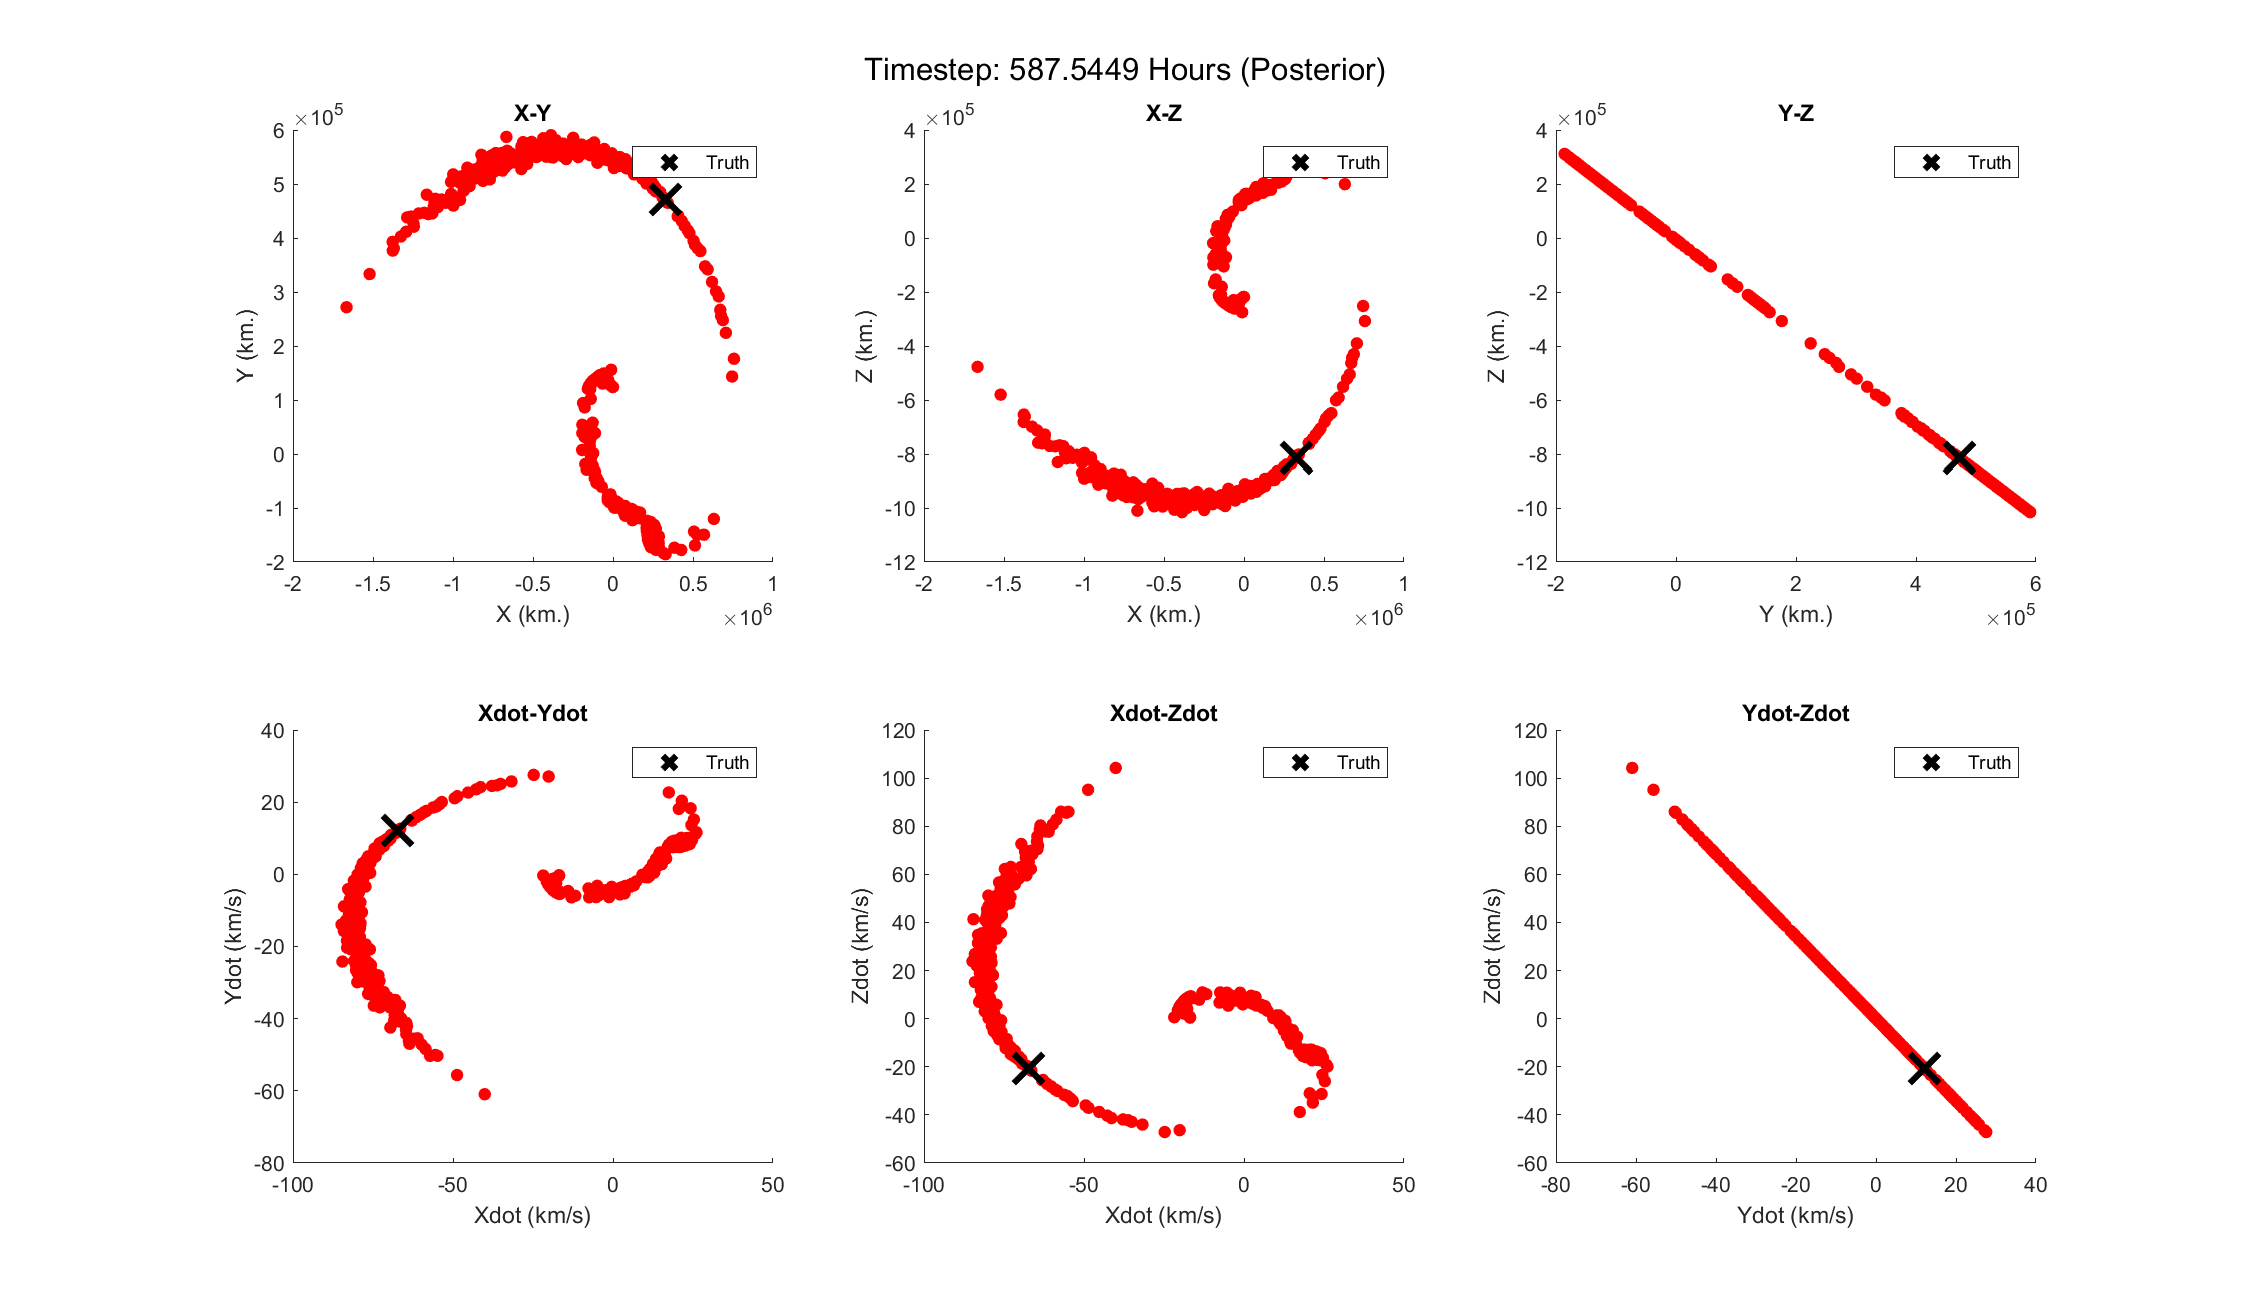 Timestep: 587.5449 Hours (Posterior)
X-Y
×10^5
6
5
4
3
2
1
0
-1
-2
Y (km.)
-2 -1.5 -1 -0.5 0 0.5 1
X (km.)
×10^6
Truth
X-Z
×10^5
4
2
0
-2
-4
-6
-8
-10
-12
Z (km.)
-2 -1.5 -1 -0.5 0 0.5 1
X (km.)
×10^6
Truth
Y-Z
×10^5
4
2
0
-2
-4
-6
-8
-10
-12
Z (km.)
-2 0 2 4 6
Y (km.)
×10^5
Truth
Xdot-Ydot
40
20
0
-20
-40
-60
-80
Ydot (km/s)
-100 -50 0 50
Xdot (km/s)
Truth
Xdot-Zdot
120
100
80
60
40
20
0
-20
-40
-60
Zdot (km/s)
-100 -50 0 50
Xdot (km/s)
Truth
Ydot-Zdot
120
100
80
60
40
20
0
-20
-40
-60
Zdot (km/s)
-80 -60 -40 -20 0 20 40
Ydot (km/s)
Truth